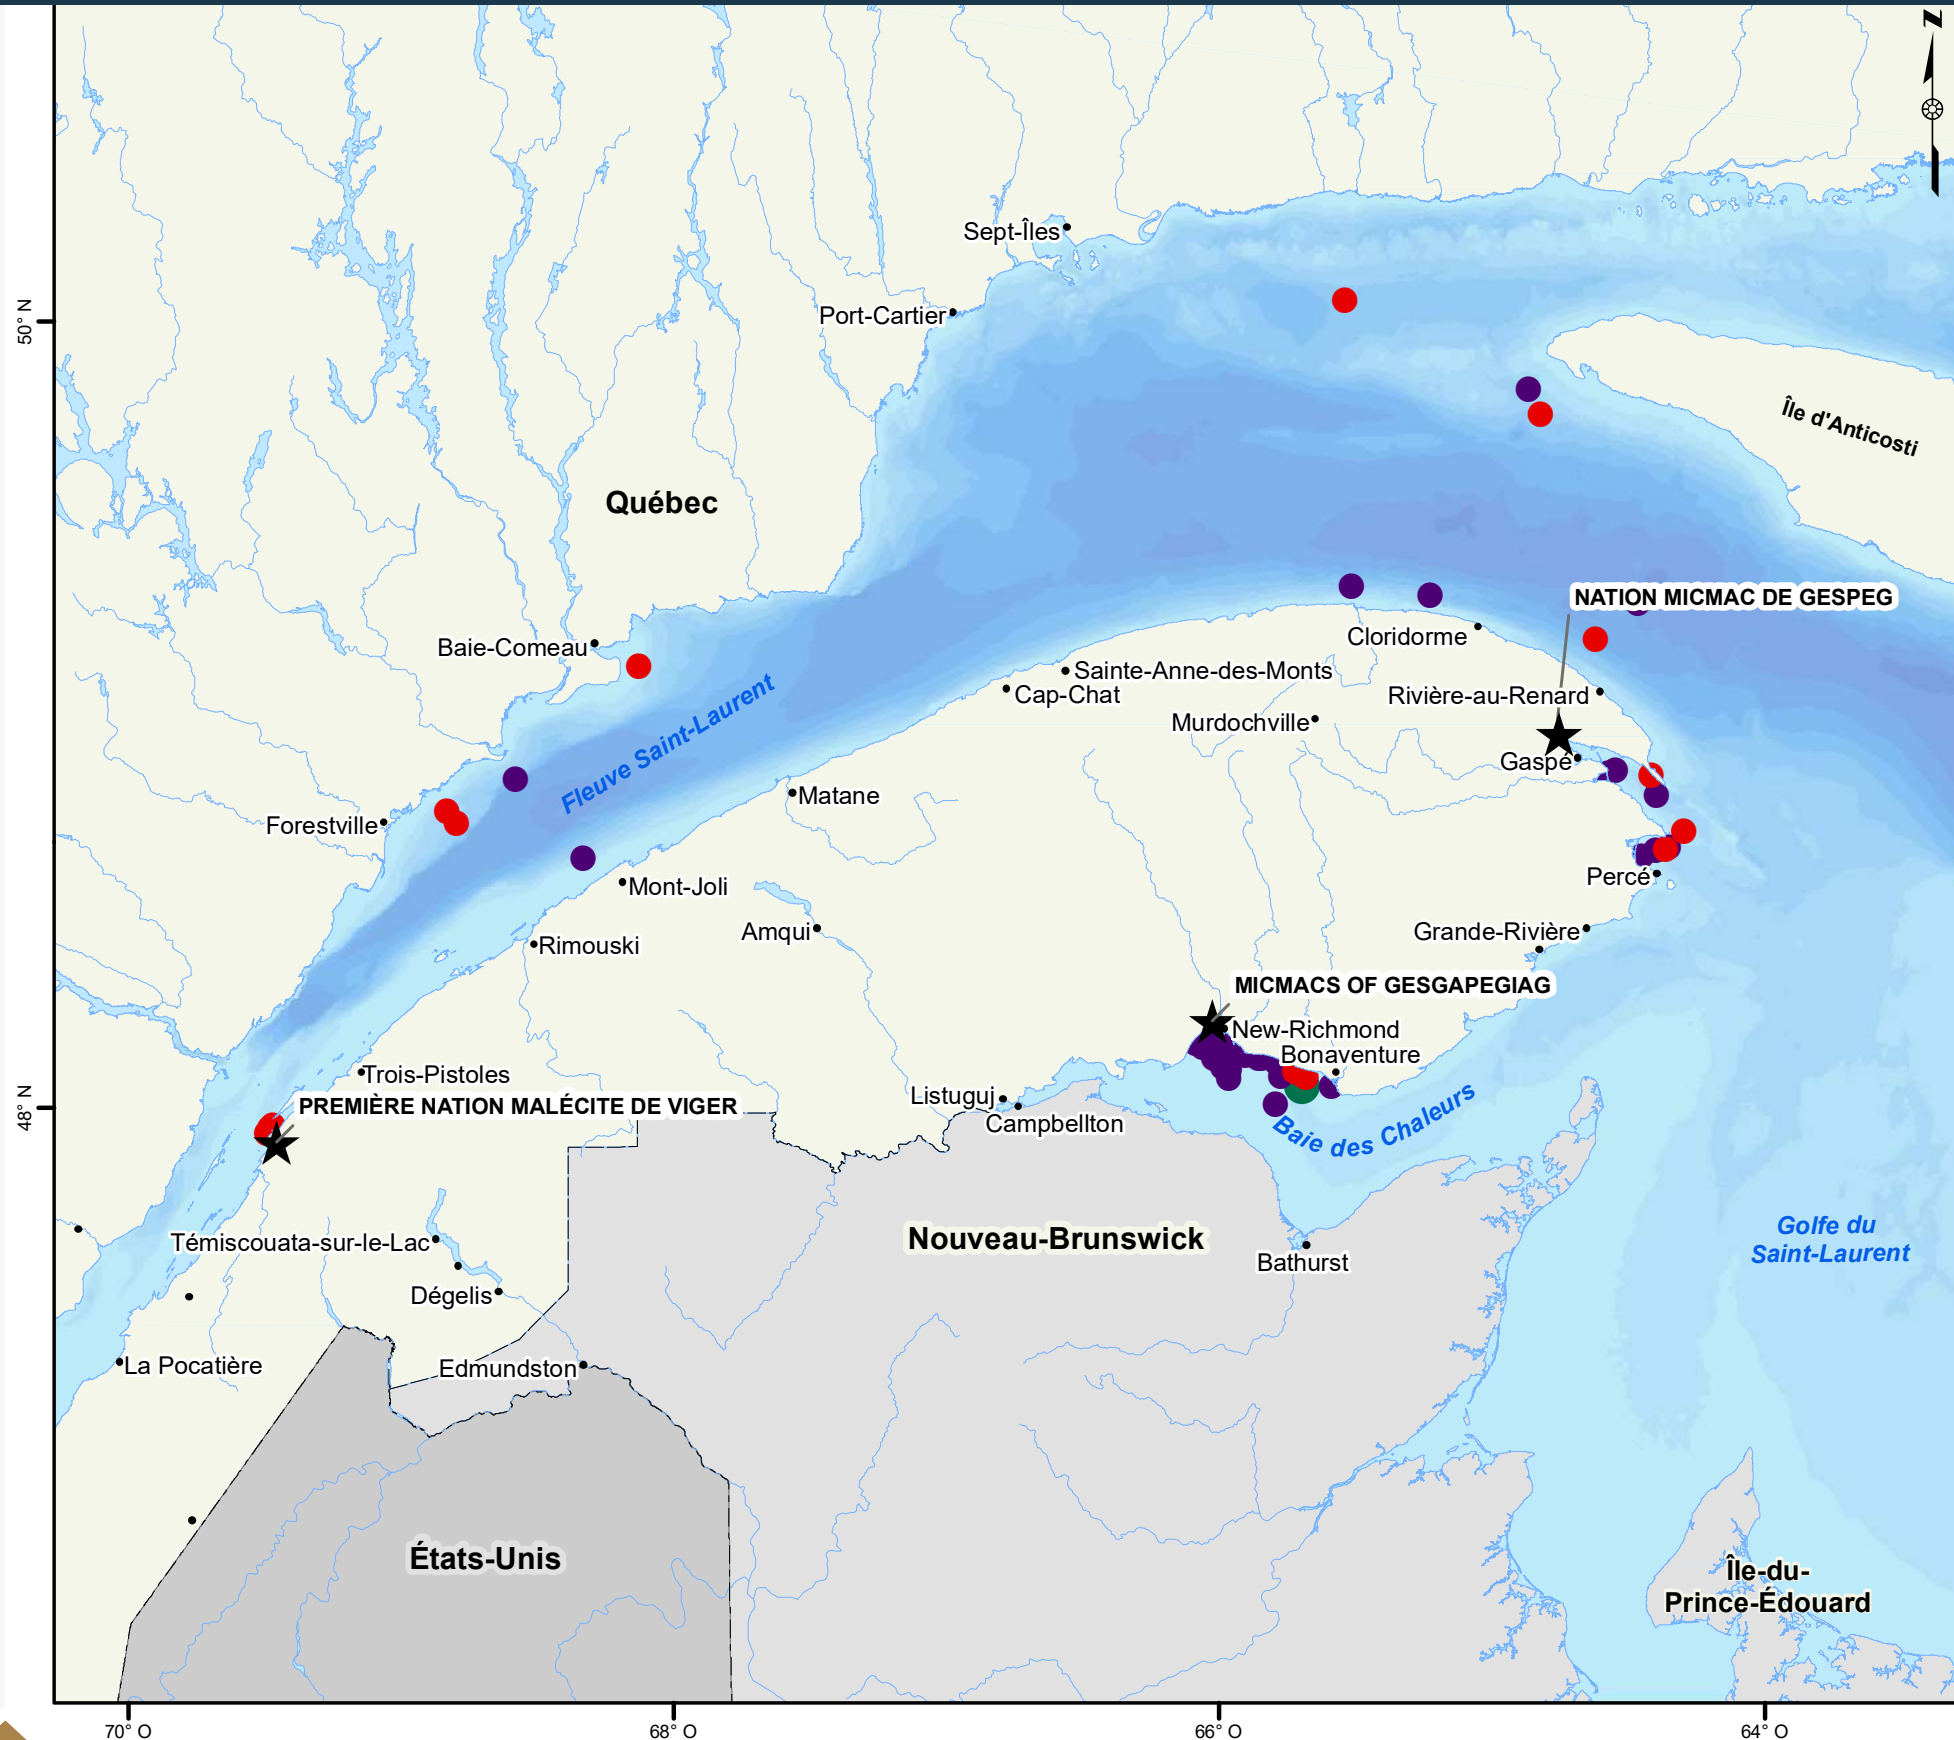 Z
Sept-Îles
50° N
Port-Cartier
Île d'Anticosti
Québec
NATION MICMAC DE GESPEG
Cloridorme
Baie-Comeau
Sainte-Anne-des-Monts
Cap-Chat
Rivière-au-Renard
Murdochville
Fleuve Saint-Laurent
Gaspé
Matane
Forestville
Percé
Mont-Joli
Amqui
Grande-Rivière
Rimouski
MICMACS OF GESGAPEGIAG
New-Richmond
Bonaventure
Trois-Pistoles
48° N
PREMIÈRE NATION MALÉCITE DE VIGER
Listuguj
Campbellton
Baie des Chaleurs
Témiscouata-sur-le-Lac
Nouveau-Brunswick
Golfe du
Saint-Laurent
Bathurst
Dégelis
La Pocatière
Edmundston
États-Unis
Île-du-
Prince-Édouard
70° O
68° O
66° O
64° O